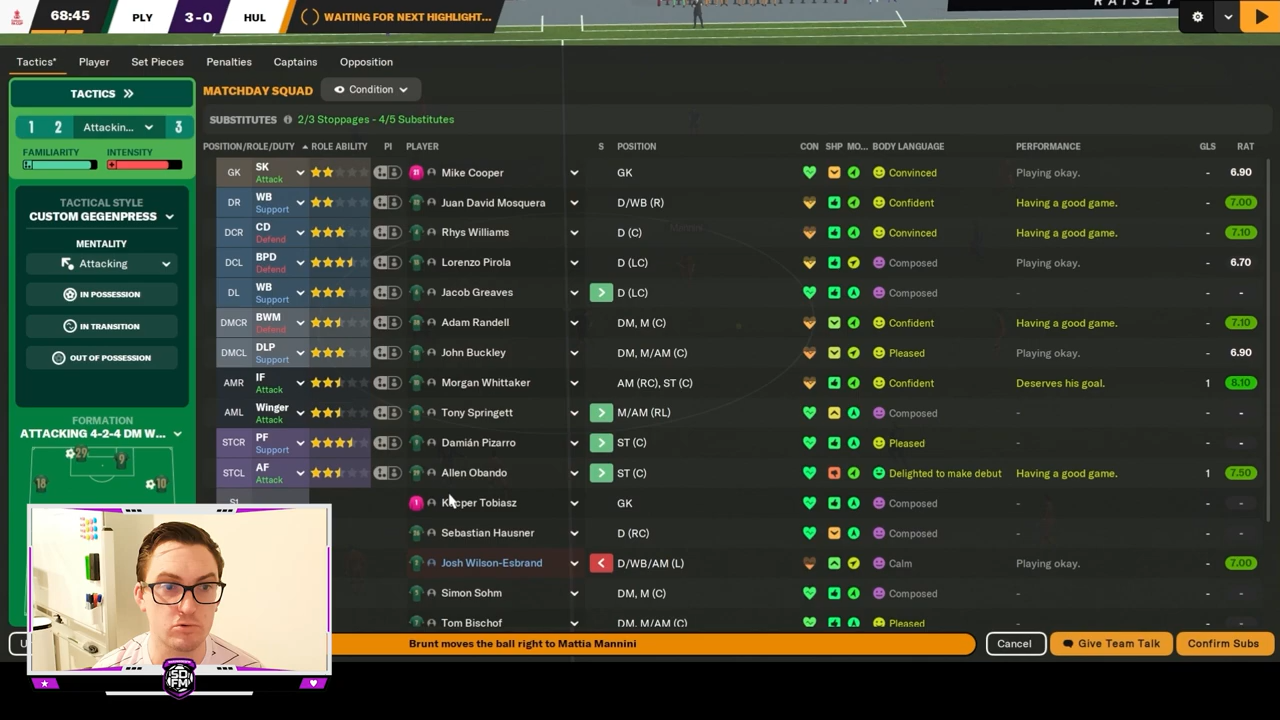 RAISE
68:45 PLY 3-0 HUL WAITING FOR NEXT HIGHLIGHT...
Tactics* Player Set Pieces Penalties Captains Opposition
TACTICS
MATCHDAY SQUAD Condition
1 2 Attackin... 3
SUBSTITUTES 2/3 Stoppages - 4/5 Substitutes
FAMILIARITY INTENSITY
POSITION/ROLE/DUTY ROLE ABILITY PI PLAYER S POSITION CON SHP MO... BODY LANGUAGE PERFORMANCE GLS RAT
GK SK Attack 31 Mike Cooper GK Convinced Playing okay. - 6.90
DR WB Support Juan David Mosquera D/WB (R) Confident Having a good game. - 7.00
DCR CD Defend Rhys Williams D (C) Convinced Having a good game. - 7.10
DCL BPD Defend Lorenzo Pirola D (LC) Composed Playing okay. - 6.70
DL WB Support Jacob Greaves D (LC) Composed - - -
DMCR BWM Defend Adam Randell DM, M (C) Confident Having a good game. - 7.10
DMCL DLP Support John Buckley DM, M/AM (C) Pleased Playing okay. - 6.90
AMR IF Attack Morgan Whittaker AM (RC), ST (C) Confident Deserves his goal. 1 8.10
AML Winger Attack Tony Springett M/AM (RL) Composed - - -
STCR PF Support Damián Pizarro ST (C) Pleased - - -
STCL AF Attack Allen Obando ST (C) Delighted to make debut Having a good game. 1 7.50
S1 1 Kacper Tobiasz GK Composed - - -
Sebastian Hausner D (RC) Composed - - -
Josh Wilson-Esbrand D/WB/AM (L) Calm Playing okay. - 7.00
Simon Sohm DM, M (C) Composed - - -
Tom Bischof DM, M/AM (C) Pleased - - -
TACTICAL STYLE
CUSTOM GEGENPRESS
MENTALITY
Attacking
IN POSSESSION
IN TRANSITION
OUT OF POSSESSION
FORMATION
ATTACKING 4-2-4 DM W...
29 9
18 10
Brunt moves the ball right to Mattia Mannini
Cancel Give Team Talk Confirm Subs
SD
FM